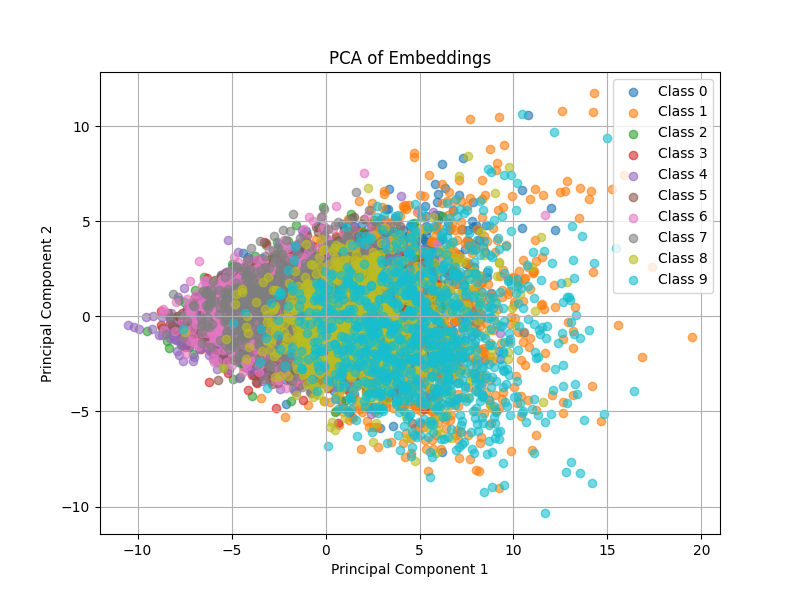 PCA of Embeddings
Class 0
Class 1
Class 2
Class 3
Class 4
Class 5
Class 6
Class 7
Class 8
Class 9
Principal Component 2
10
5
0
−5
−10
−10
−5
0
5
10
15
20
Principal Component 1